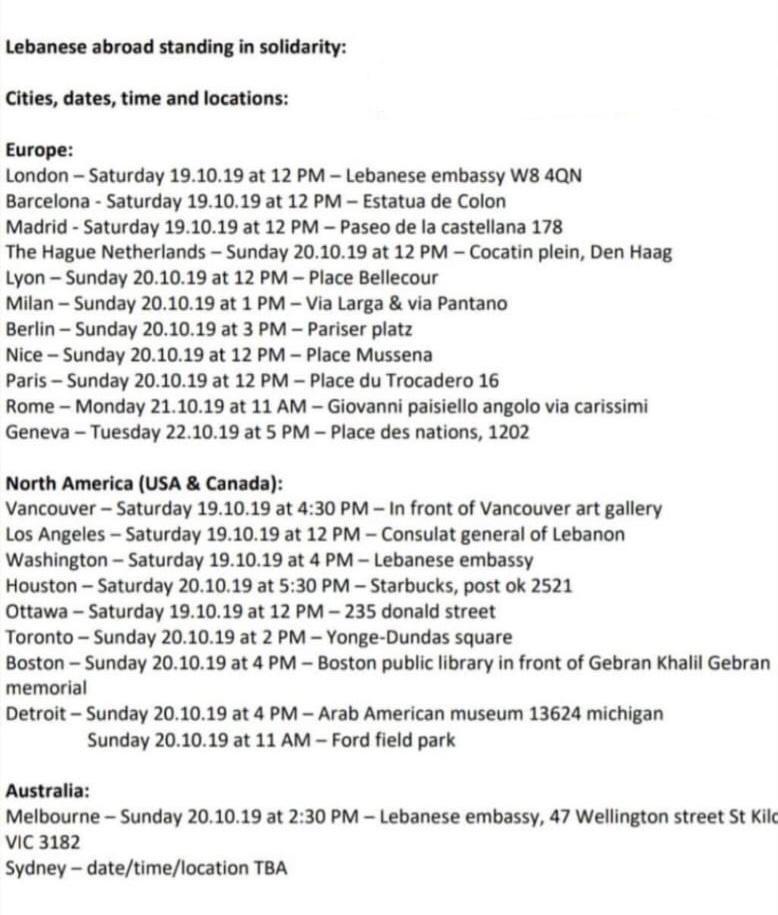 Lebanese abroad standing in solidarity:
Cities, dates, time and locations:
Europe:
London – Saturday 19.10.19 at 12 PM – Lebanese embassy W8 4QN
Barcelona - Saturday 19.10.19 at 12 PM – Estatua de Colon
Madrid - Saturday 19.10.19 at 12 PM – Paseo de la castellana 178
The Hague Netherlands – Sunday 20.10.19 at 12 PM – Cocatin plein, Den Haag
Lyon – Sunday 20.10.19 at 12 PM – Place Bellecour
Milan – Sunday 20.10.19 at 1 PM – Via Larga & via Pantano
Berlin – Sunday 20.10.19 at 3 PM – Pariser platz
Nice – Sunday 20.10.19 at 12 PM – Place Mussena
Paris – Sunday 20.10.19 at 12 PM – Place du Trocadero 16
Rome – Monday 21.10.19 at 11 AM – Giovanni paisiello angolo via carissimi
Geneva – Tuesday 22.10.19 at 5 PM – Place des nations, 1202
North America (USA & Canada):
Vancouver – Saturday 19.10.19 at 4:30 PM – In front of Vancouver art gallery
Los Angeles – Saturday 19.10.19 at 12 PM – Consulat general of Lebanon
Washington – Saturday 19.10.19 at 4 PM – Lebanese embassy
Houston – Saturday 20.10.19 at 5:30 PM – Starbucks, post ok 2521
Ottawa – Saturday 19.10.19 at 12 PM – 235 donald street
Toronto – Sunday 20.10.19 at 2 PM – Yonge-Dundas square
Boston – Sunday 20.10.19 at 4 PM – Boston public library in front of Gebran Khalil Gebran
memorial
Detroit – Sunday 20.10.19 at 4 PM – Arab American museum 13624 michigan
Sunday 20.10.19 at 11 AM – Ford field park
Australia:
Melbourne – Sunday 20.10.19 at 2:30 PM – Lebanese embassy, 47 Wellington street St
VIC 3182
Sydney – date/time/location TBA